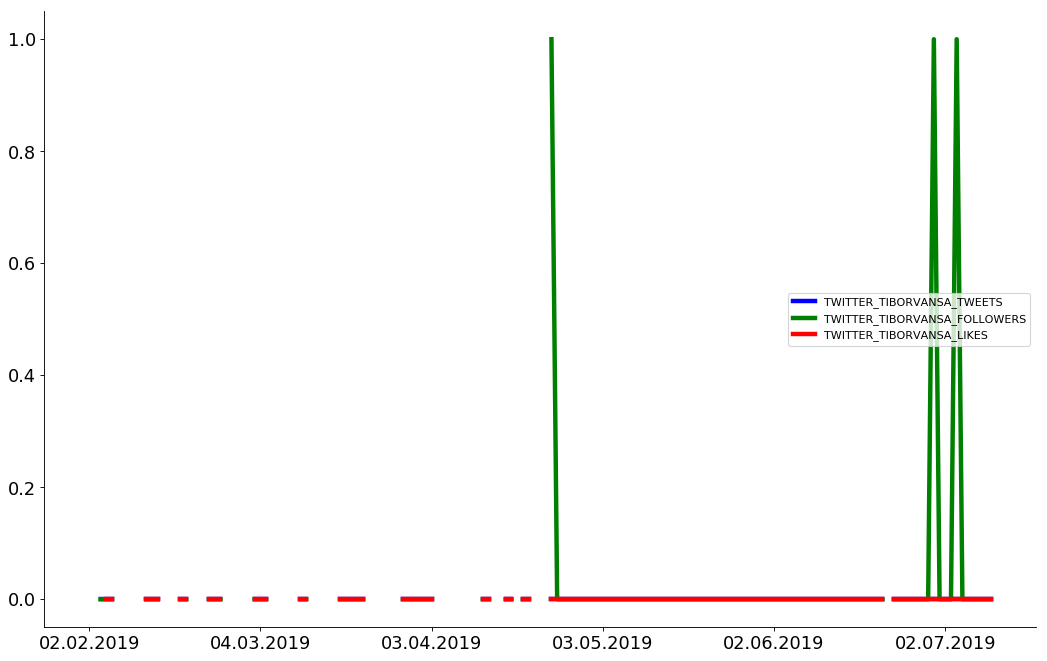 1.0
0.8
0.6
0.4
0.2
0.0
TWITTER_TIBORVANSA_TWEETS
TWITTER_TIBORVANSA_FOLLOWERS
TWITTER_TIBORVANSA_LIKES
02.02.2019 04.03.2019 03.04.2019 03.05.2019 02.06.2019 02.07.2019